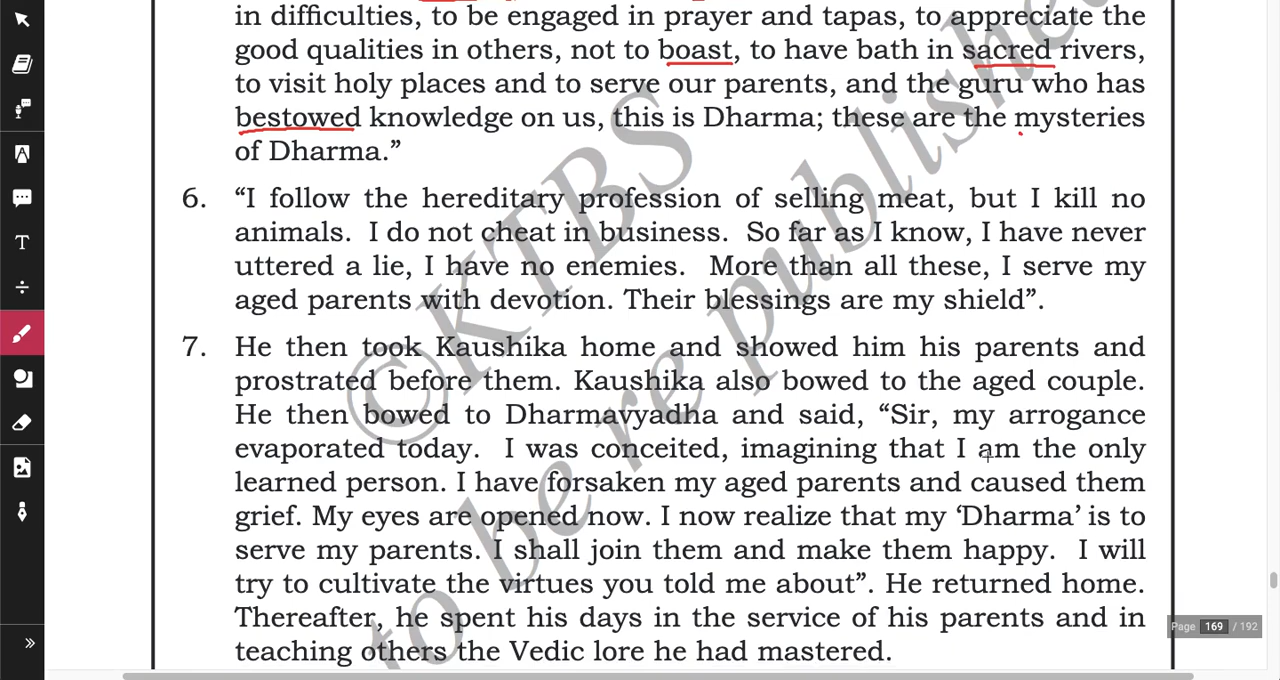 in difficulties, to be engaged in prayer and tapas, to appreciate the
good qualities in others, not to boast, to have bath in sacred rivers,
to visit holy places and to serve our parents, and the guru who has
bestowed knowledge on us, this is Dharma; these are the mysteries
of Dharma.”
6. “I follow the hereditary profession of selling meat, but I kill no
animals. I do not cheat in business. So far as I know, I have never
uttered a lie, I have no enemies. More than all these, I serve my
aged parents with devotion. Their blessings are my shield”.
7. He then took Kaushika home and showed him his parents and
prostrated before them. Kaushika also bowed to the aged couple.
He then bowed to Dharmavyadha and said, “Sir, my arrogance
evaporated today. I was conceited, imagining that I am the only
learned person. I have forsaken my aged parents and caused them
grief. My eyes are opened now. I now realize that my ‘Dharma’ is to
serve my parents. I shall join them and make them happy. I will
try to cultivate the virtues you told me about”. He returned home.
Thereafter, he spent his days in the service of his parents and in
teaching others the Vedic lore he had mastered.
©KTBS
to be re publishe
Page 169 / 192